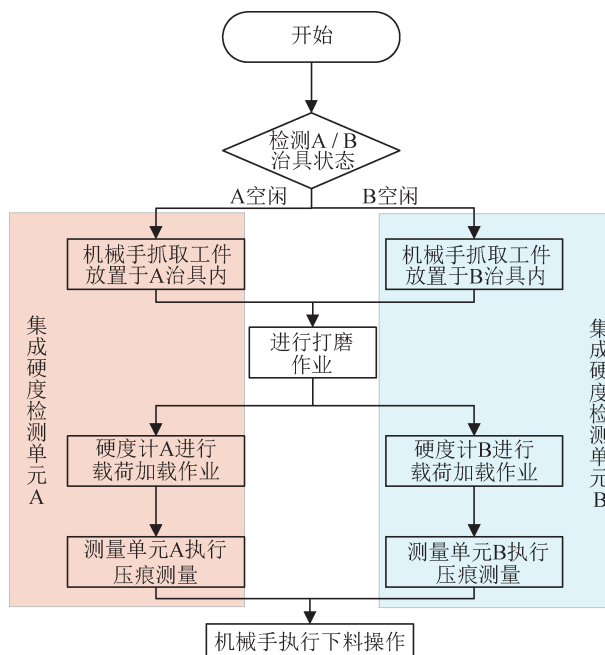 开始
检测A / B
治具状态
A空闲
B空闲
机械手抓取工件
放置于A治具内
机械手抓取工件
放置于B治具内
集成硬度检测单元A
进行打磨
作业
集成硬度检测单元B
硬度计A进行
载荷加载作业
硬度计B进行
载荷加载作业
测量单元A执行
压痕测量
测量单元B执行
压痕测量
机械手执行下料操作